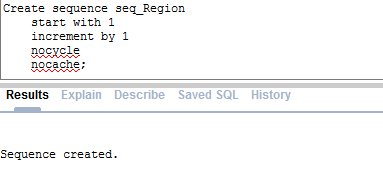 Create sequence seq_Region
start with 1
increment by 1
nocycle
nocache;
Results Explain Describe Saved SQL History
Sequence created.